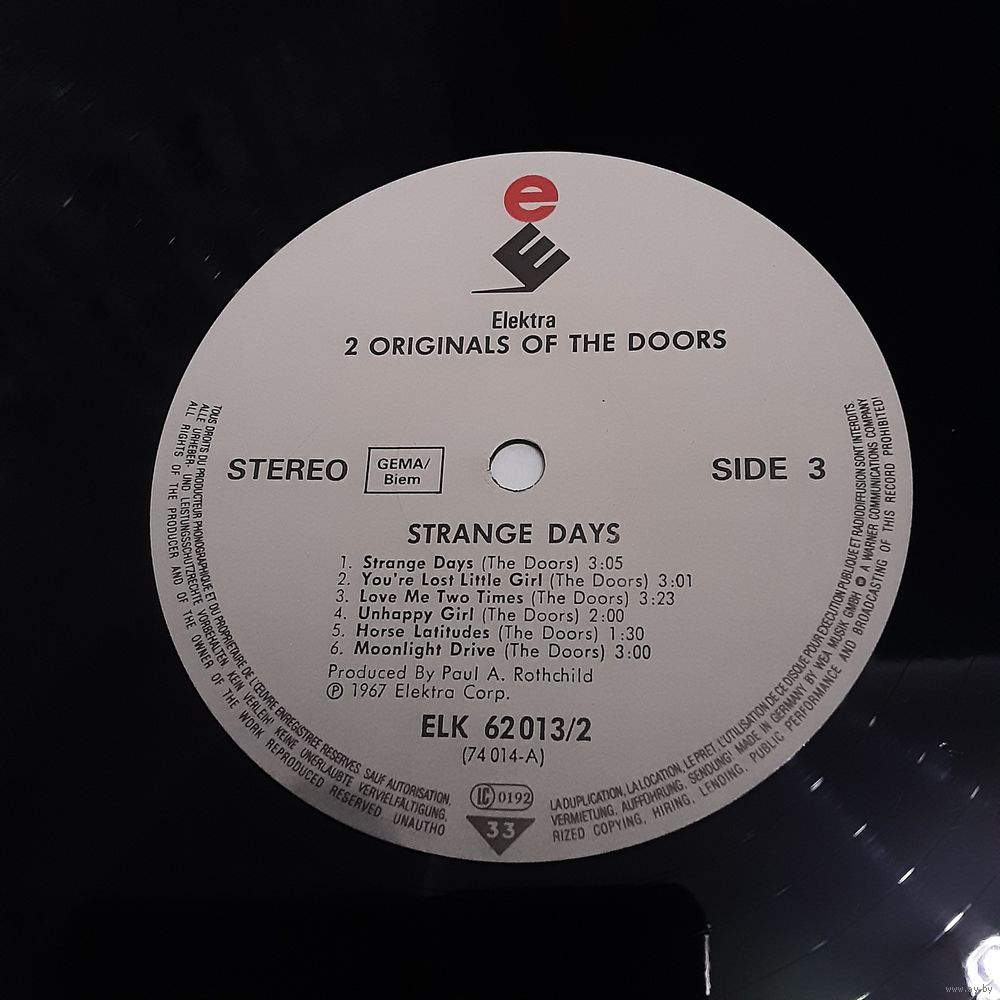 e
E
Elektra
2 ORIGINALS OF THE DOORS
STEREO
GEMA/
Biem
SIDE 3
STRANGE DAYS
1. Strange Days (The Doors) 3:05
2. You're Lost Little Girl (The Doors) 3:01
3. Love Me Two Times (The Doors) 3:23
4. Unhappy Girl (The Doors) 2:00
5. Horse Latitudes (The Doors) 1:30
6. Moonlight Drive (The Doors) 3:00
Produced By Paul A. Rothchild
℗ 1967 Elektra Corp.
ELK 62013/2
(74 014-A)
LC 0192
33
TOUS DROITS DU PRODUCTEUR PHONOGRAPHIQUE ET DU PROPRIETAIRE DE L'ŒUVRE ENREGISTREE RESERVES. SAUF AUTORISATION, LA DUPLICATION, LA LOCATION, LE PRET, L'UTILISATION DE CE DISQUE POUR EXECUTION PUBLIQUE ET RADIODIFFUSION SONT INTERDITS.
ALLE URHEBER- UND LEISTUNGSSCHUTZRECHTE VORBEHALTEN. KEIN VERLEIH! KEINE UNERLAUBTE VERVIELFÄLTIGUNG, VERMIETUNG, AUFFÜHRUNG, SENDUNG! MADE IN GERMANY BY WEA MUSIK GMBH A WARNER COMMUNICATIONS COMPANY
ALL RIGHTS OF THE PRODUCER AND OF THE OWNER OF THE WORK REPRODUCED RESERVED. UNAUTHORIZED COPYING, HIRING, LENDING, PUBLIC PERFORMANCE AND BROADCASTING OF THIS RECORD PROHIBITED!
www.ay.by